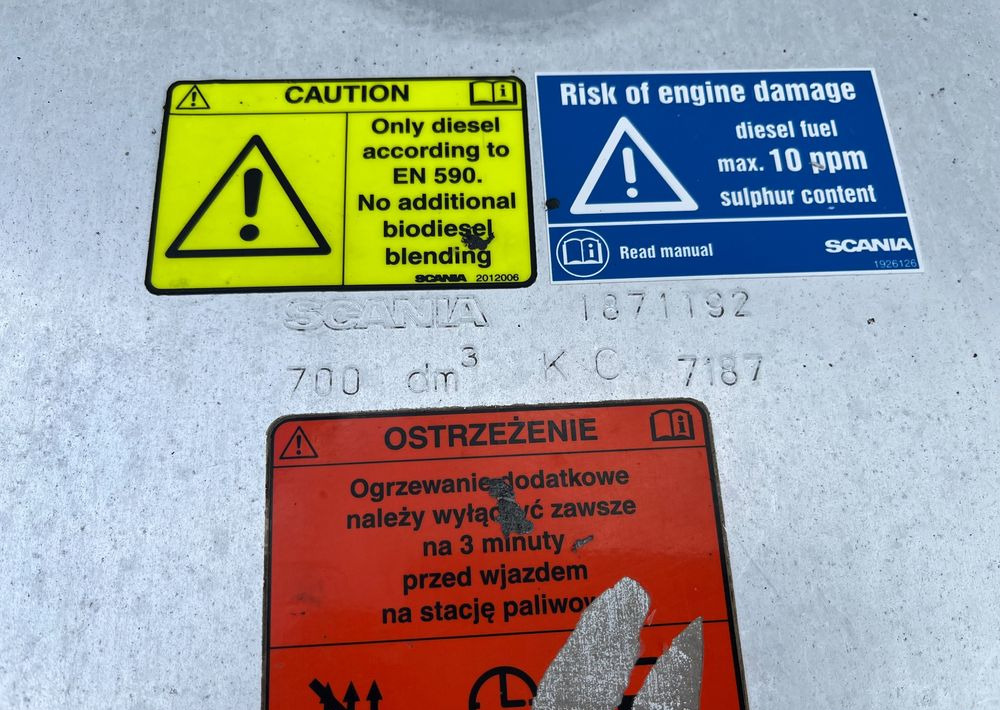 CAUTION
Only diesel
according to
EN 590.
No additional
biodiesel
blending
SCANIA 2012006
Risk of engine damage
diesel fuel
max. 10 ppm
sulphur content
Read manual
SCANIA
1926126
SCANIA 1871192
700 dm³ KC 7187
OSTRZEŻENIE
Ogrzewanie dodatkowe
należy wyłączyć zawsze
na 3 minuty
przed wjazdem
na stację